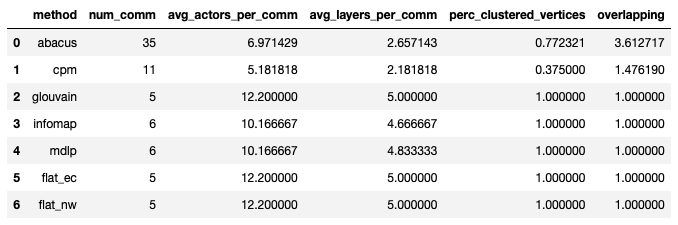 method num_comm avg_actors_per_comm avg_layers_per_comm perc_clustered_vertices overlapping
0 abacus 35 6.971429 2.657143 0.772321 3.612717
1 cpm 11 5.181818 2.181818 0.375000 1.476190
2 glouvain 5 12.200000 5.000000 1.000000 1.000000
3 infomap 6 10.166667 4.666667 1.000000 1.000000
4 mdlp 6 10.166667 4.833333 1.000000 1.000000
5 flat_ec 5 12.200000 5.000000 1.000000 1.000000
6 flat_nw 5 12.200000 5.000000 1.000000 1.000000